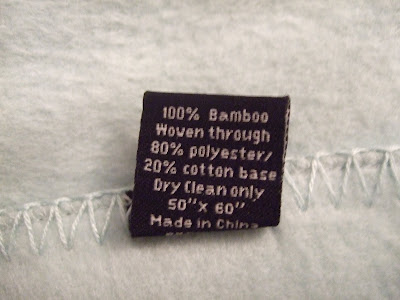 100% Bamboo
Woven through
80% polyester/
20% cotton base
Dry Clean only
50" x 60"
Made in China